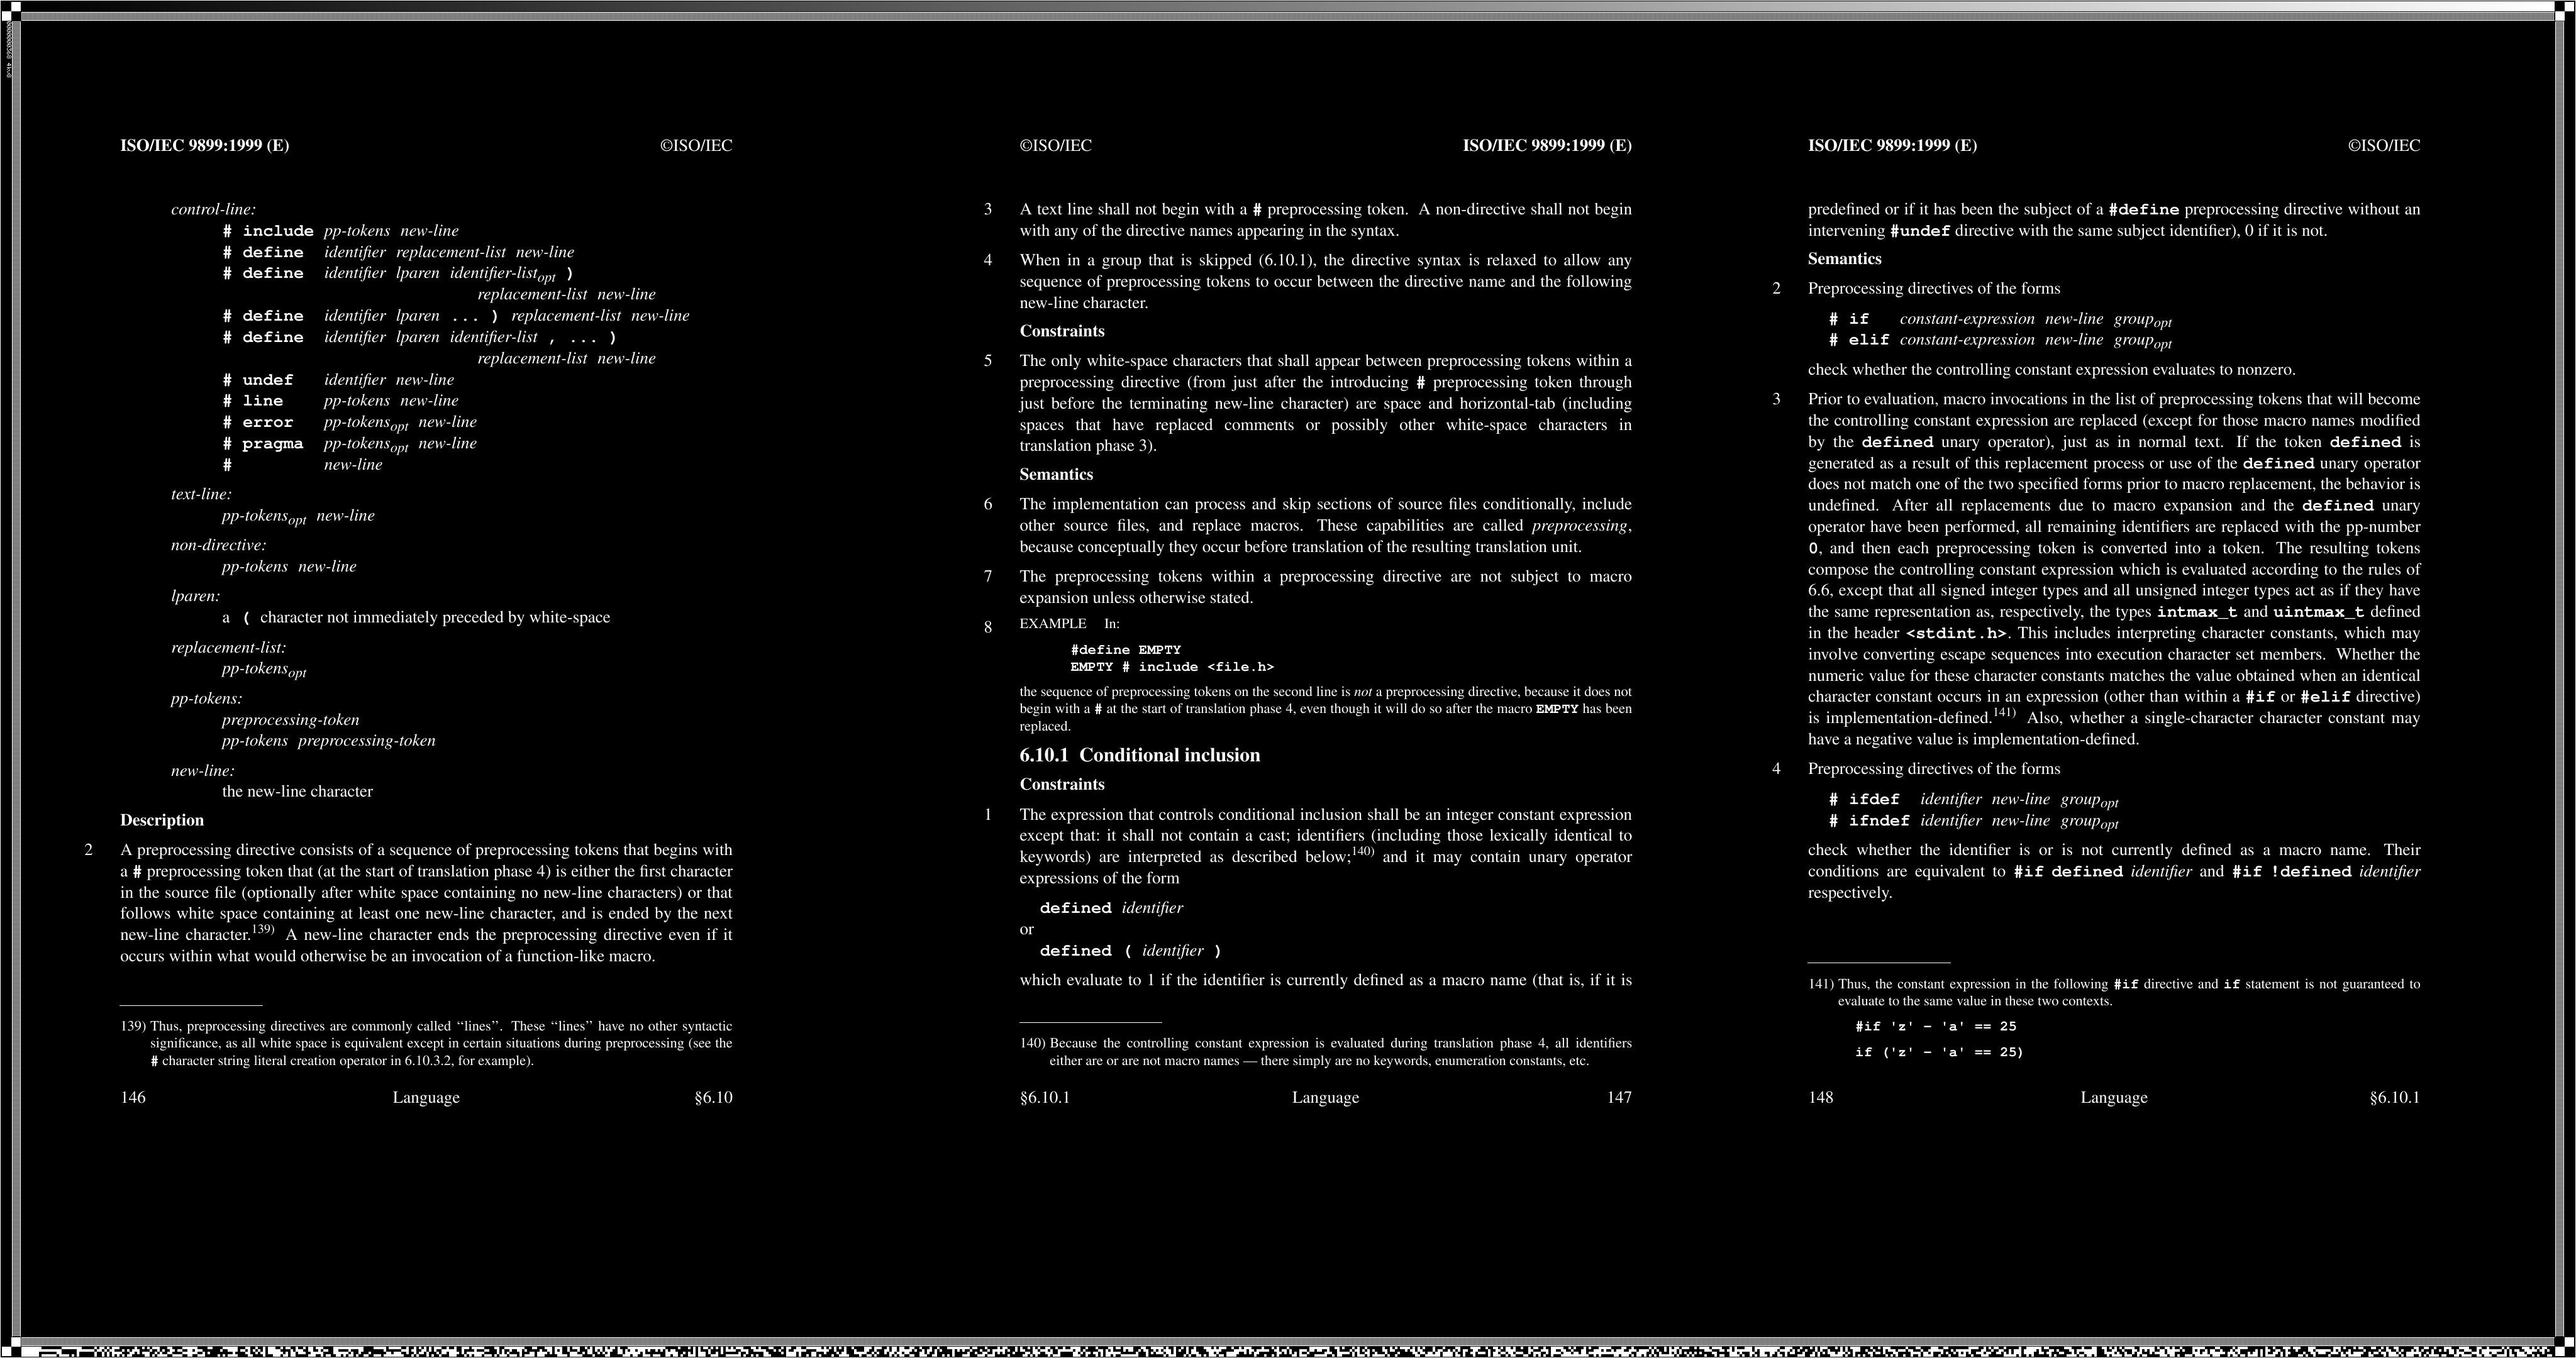 ISO/IEC 9899:1999 (E) ©ISO/IEC
control-line:
# include pp-tokens new-line
# define identifier replacement-list new-line
# define identifier lparen identifier-listopt )
replacement-list new-line
# define identifier lparen ... ) replacement-list new-line
# define identifier lparen identifier-list , ... )
replacement-list new-line
# undef identifier new-line
# line pp-tokens new-line
# error pp-tokensopt new-line
# pragma pp-tokensopt new-line
# new-line
text-line:
pp-tokensopt new-line
non-directive:
pp-tokens new-line
lparen:
a ( character not immediately preceded by white-space
replacement-list:
pp-tokensopt
pp-tokens:
preprocessing-token
pp-tokens preprocessing-token
new-line:
the new-line character
Description
2 A preprocessing directive consists of a sequence of preprocessing tokens that begins with
a # preprocessing token that (at the start of translation phase 4) is either the first character
in the source file (optionally after white space containing no new-line characters) or that
follows white space containing at least one new-line character, and is ended by the next
new-line character.139) A new-line character ends the preprocessing directive even if it
occurs within what would otherwise be an invocation of a function-like macro.
139) Thus, preprocessing directives are commonly called ‘‘lines’’. These ‘‘lines’’ have no other syntactic
significance, as all white space is equivalent except in certain situations during preprocessing (see the
# character string literal creation operator in 6.10.3.2, for example).
146 Language §6.10
©ISO/IEC ISO/IEC 9899:1999 (E)
3 A text line shall not begin with a # preprocessing token. A non-directive shall not begin
with any of the directive names appearing in the syntax.
4 When in a group that is skipped (6.10.1), the directive syntax is relaxed to allow any
sequence of preprocessing tokens to occur between the directive name and the following
new-line character.
Constraints
5 The only white-space characters that shall appear between preprocessing tokens within a
preprocessing directive (from just after the introducing # preprocessing token through
just before the terminating new-line character) are space and horizontal-tab (including
spaces that have replaced comments or possibly other white-space characters in
translation phase 3).
Semantics
6 The implementation can process and skip sections of source files conditionally, include
other source files, and replace macros. These capabilities are called preprocessing,
because conceptually they occur before translation of the resulting translation unit.
7 The preprocessing tokens within a preprocessing directive are not subject to macro
expansion unless otherwise stated.
8 EXAMPLE In:
#define EMPTY
EMPTY # include <file.h>
the sequence of preprocessing tokens on the second line is not a preprocessing directive, because it does not
begin with a # at the start of translation phase 4, even though it will do so after the macro EMPTY has been
replaced.
6.10.1 Conditional inclusion
Constraints
1 The expression that controls conditional inclusion shall be an integer constant expression
except that: it shall not contain a cast; identifiers (including those lexically identical to
keywords) are interpreted as described below;140) and it may contain unary operator
expressions of the form
defined identifier
or
defined ( identifier )
which evaluate to 1 if the identifier is currently defined as a macro name (that is, if it is
140) Because the controlling constant expression is evaluated during translation phase 4, all identifiers
either are or are not macro names — there simply are no keywords, enumeration constants, etc.
§6.10.1 Language 147
ISO/IEC 9899:1999 (E) ©ISO/IEC
predefined or if it has been the subject of a #define preprocessing directive without an
intervening #undef directive with the same subject identifier), 0 if it is not.
Semantics
2 Preprocessing directives of the forms
# if constant-expression new-line groupopt
# elif constant-expression new-line groupopt
check whether the controlling constant expression evaluates to nonzero.
3 Prior to evaluation, macro invocations in the list of preprocessing tokens that will become
the controlling constant expression are replaced (except for those macro names modified
by the defined unary operator), just as in normal text. If the token defined is
generated as a result of this replacement process or use of the defined unary operator
does not match one of the two specified forms prior to macro replacement, the behavior is
undefined. After all replacements due to macro expansion and the defined unary
operator have been performed, all remaining identifiers are replaced with the pp-number
0, and then each preprocessing token is converted into a token. The resulting tokens
compose the controlling constant expression which is evaluated according to the rules of
6.6, except that all signed integer types and all unsigned integer types act as if they have
the same representation as, respectively, the types intmax_t and uintmax_t defined
in the header <stdint.h>. This includes interpreting character constants, which may
involve converting escape sequences into execution character set members. Whether the
numeric value for these character constants matches the value obtained when an identical
character constant occurs in an expression (other than within a #if or #elif directive)
is implementation-defined.141) Also, whether a single-character character constant may
have a negative value is implementation-defined.
4 Preprocessing directives of the forms
# ifdef identifier new-line groupopt
# ifndef identifier new-line groupopt
check whether the identifier is or is not currently defined as a macro name. Their
conditions are equivalent to #if defined identifier and #if !defined identifier
respectively.
141) Thus, the constant expression in the following #if directive and if statement is not guaranteed to
evaluate to the same value in these two contexts.
#if 'z' - 'a' == 25
if ('z' - 'a' == 25)
148 Language §6.10.1